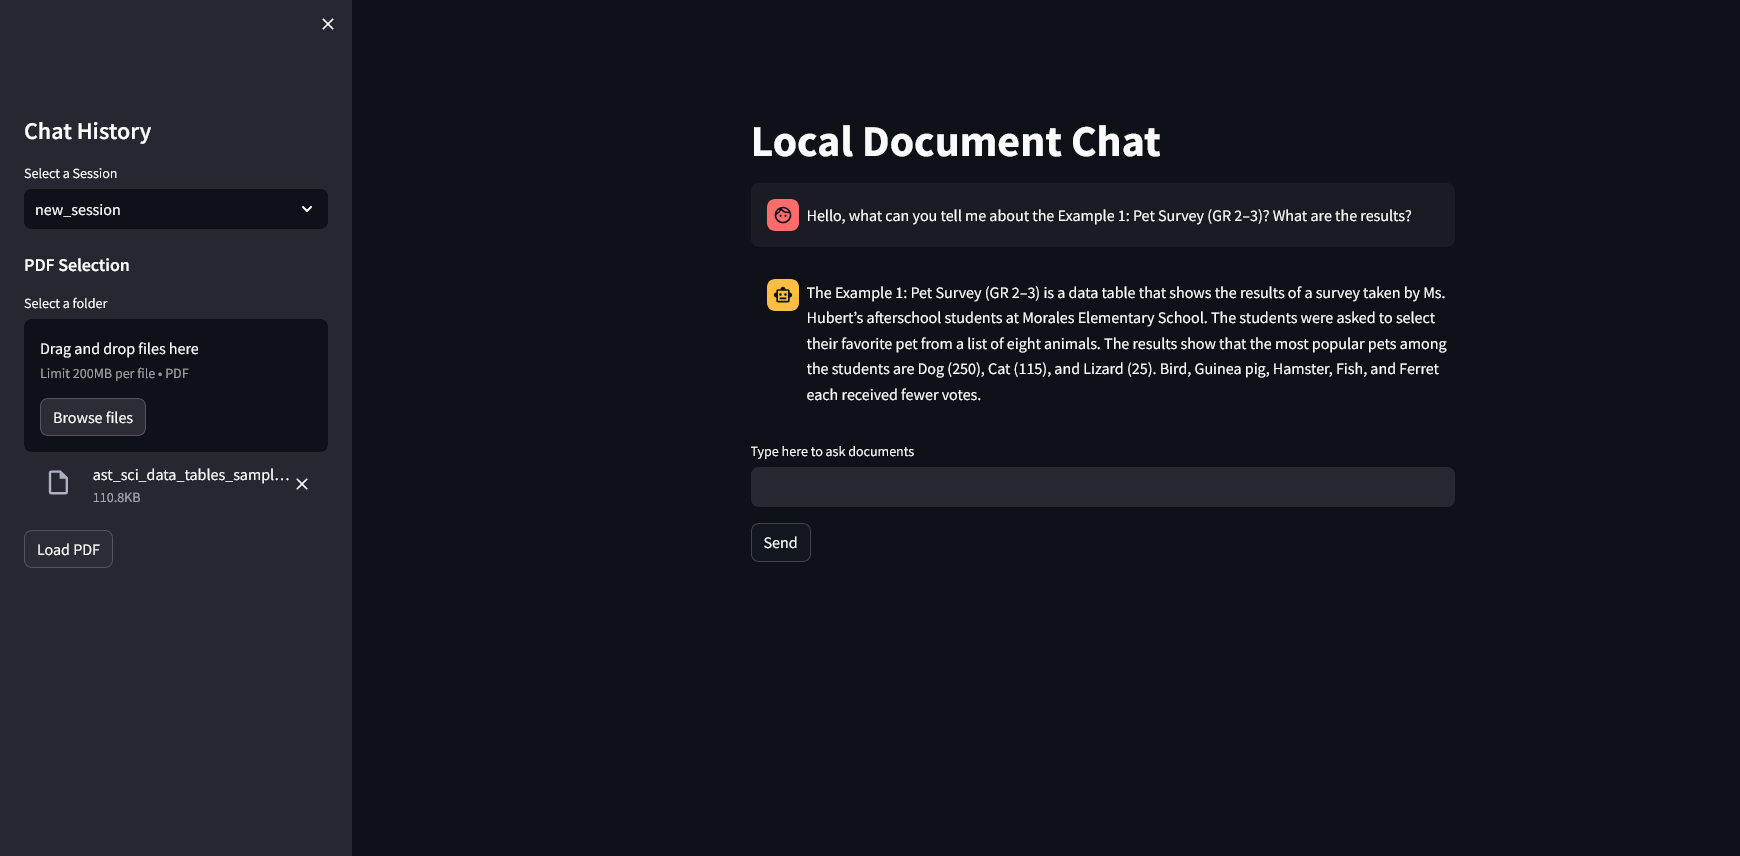 Chat History
Select a Session
new_session
PDF Selection
Select a folder
Drag and drop files here
Limit 200MB per file • PDF
Browse files
ast_sci_data_tables_sampl...
110.8KB
Load PDF
Local Document Chat
Hello, what can you tell me about the Example 1: Pet Survey (GR 2–3)? What are the results?
The Example 1: Pet Survey (GR 2–3) is a data table that shows the results of a survey taken by Ms.
Hubert’s afterschool students at Morales Elementary School. The students were asked to select
their favorite pet from a list of eight animals. The results show that the most popular pets among
the students are Dog (250), Cat (115), and Lizard (25). Bird, Guinea pig, Hamster, Fish, and Ferret
each received fewer votes.
Type here to ask documents
Send